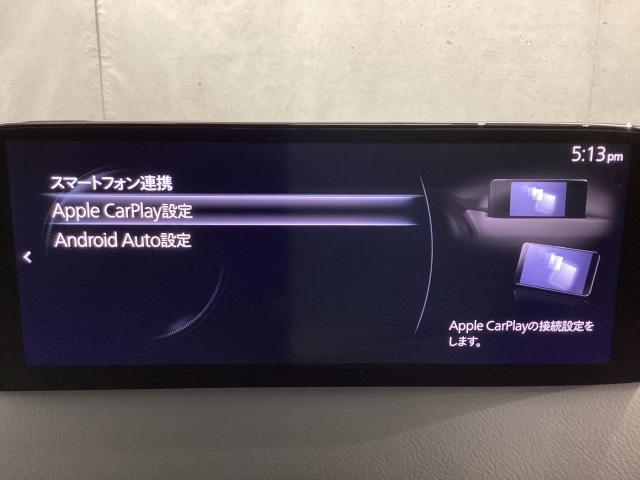 5:13 pm
スマートフォン連携
Apple CarPlay設定
Android Auto設定
Apple CarPlayの接続設定を
します。